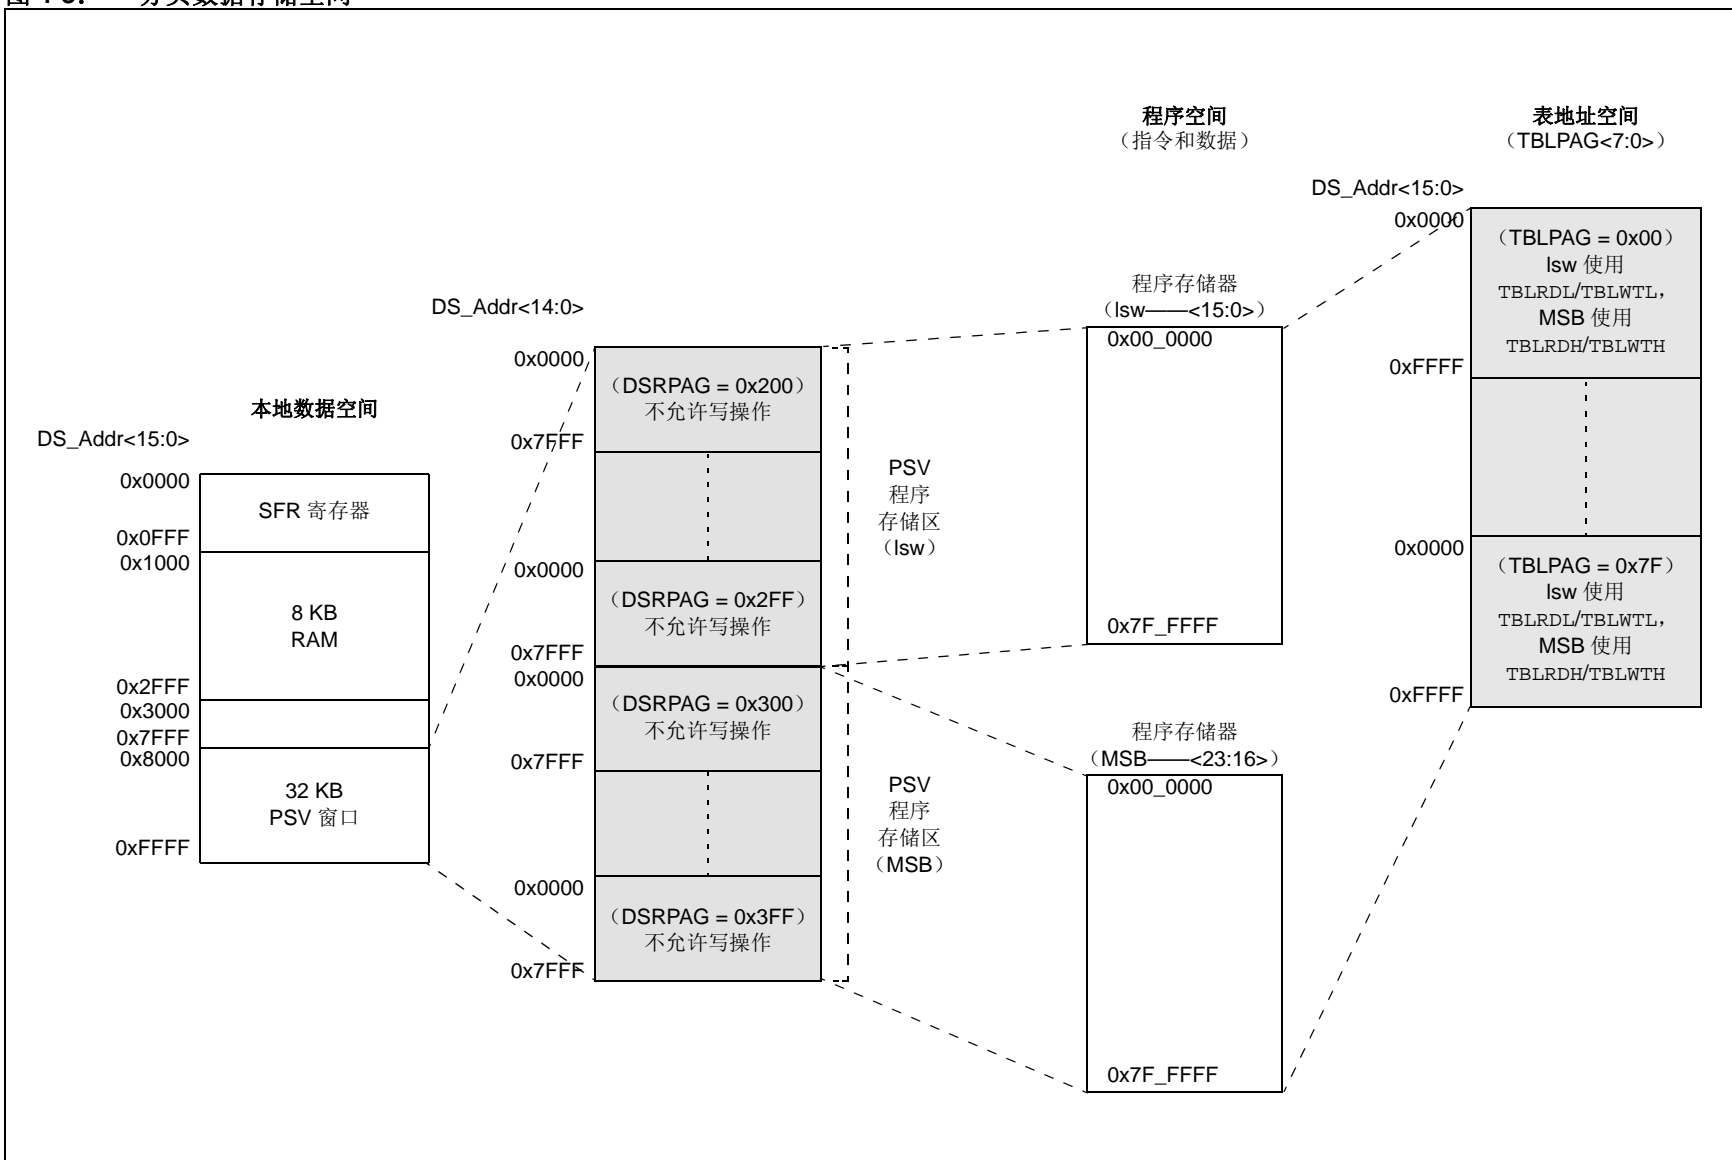 程序空间
（指令和数据）
表地址空间
（TBLPAG<7:0>）
DS_Addr<15:0>
0x0000
（TBLPAG = 0x00）
lsw 使用
TBLRDL/TBLWTL，
MSB 使用
TBLRDH/TBLWTH
0xFFFF
0x0000
（TBLPAG = 0x7F）
lsw 使用
TBLRDL/TBLWTL，
MSB 使用
TBLRDH/TBLWTH
0xFFFF
程序存储器
（lsw——<15:0>）
0x00_0000
0x7F_FFFF
程序存储器
（MSB——<23:16>）
0x00_0000
0x7F_FFFF
DS_Addr<14:0>
0x0000
（DSRPAG = 0x200）
不允许写操作
0x7FFF
0x0000
（DSRPAG = 0x2FF）
不允许写操作
0x7FFF
0x0000
（DSRPAG = 0x300）
不允许写操作
0x7FFF
0x0000
（DSRPAG = 0x3FF）
不允许写操作
0x7FFF
PSV
程序
存储区
（lsw）
PSV
程序
存储区
（MSB）
本地数据空间
DS_Addr<15:0>
0x0000
SFR 寄存器
0x0FFF
0x1000
8 KB
RAM
0x2FFF
0x3000
0x7FFF
0x8000
32 KB
PSV 窗口
0xFFFF